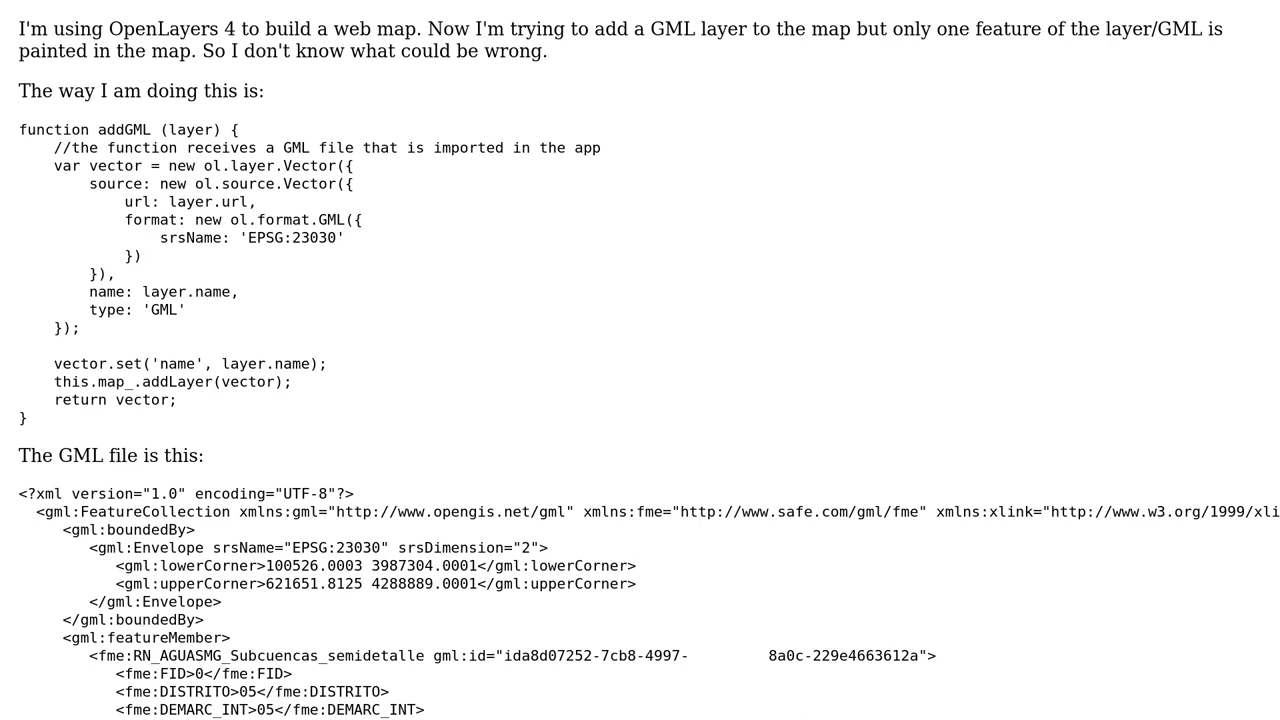 I'm using OpenLayers 4 to build a web map. Now I'm trying to add a GML layer to the map but only one feature of the layer/GML is
painted in the map. So I don't know what could be wrong.
The way I am doing this is:
function addGML (layer) {
    //the function receives a GML file that is imported in the app
    var vector = new ol.layer.Vector({
        source: new ol.source.Vector({
            url: layer.url,
            format: new ol.format.GML({
                srsName: 'EPSG:23030'
            })
        }),
        name: layer.name,
        type: 'GML'
    });
    vector.set('name', layer.name);
    this.map_.addLayer(vector);
    return vector;
}
The GML file is this:
<?xml version="1.0" encoding="UTF-8"?>
  <gml:FeatureCollection xmlns:gml="http://www.opengis.net/gml" xmlns:fme="http://www.safe.com/gml/fme" xmlns:xlink="http://www.w3.org/1999/xli
     <gml:boundedBy>
        <gml:Envelope srsName="EPSG:23030" srsDimension="2">
           <gml:lowerCorner>100526.0003 3987304.0001</gml:lowerCorner>
           <gml:upperCorner>621651.8125 4288889.0001</gml:upperCorner>
        </gml:Envelope>
     </gml:boundedBy>
     <gml:featureMember>
        <fme:RN_AGUASMG_Subcuencas_semidetalle gml:id="ida8d07252-7cb8-4997-         8a0c-229e4663612a">
           <fme:FID>0</fme:FID>
           <fme:DISTRITO>05</fme:DISTRITO>
           <fme:DEMARC_INT>05</fme:DEMARC_INT>